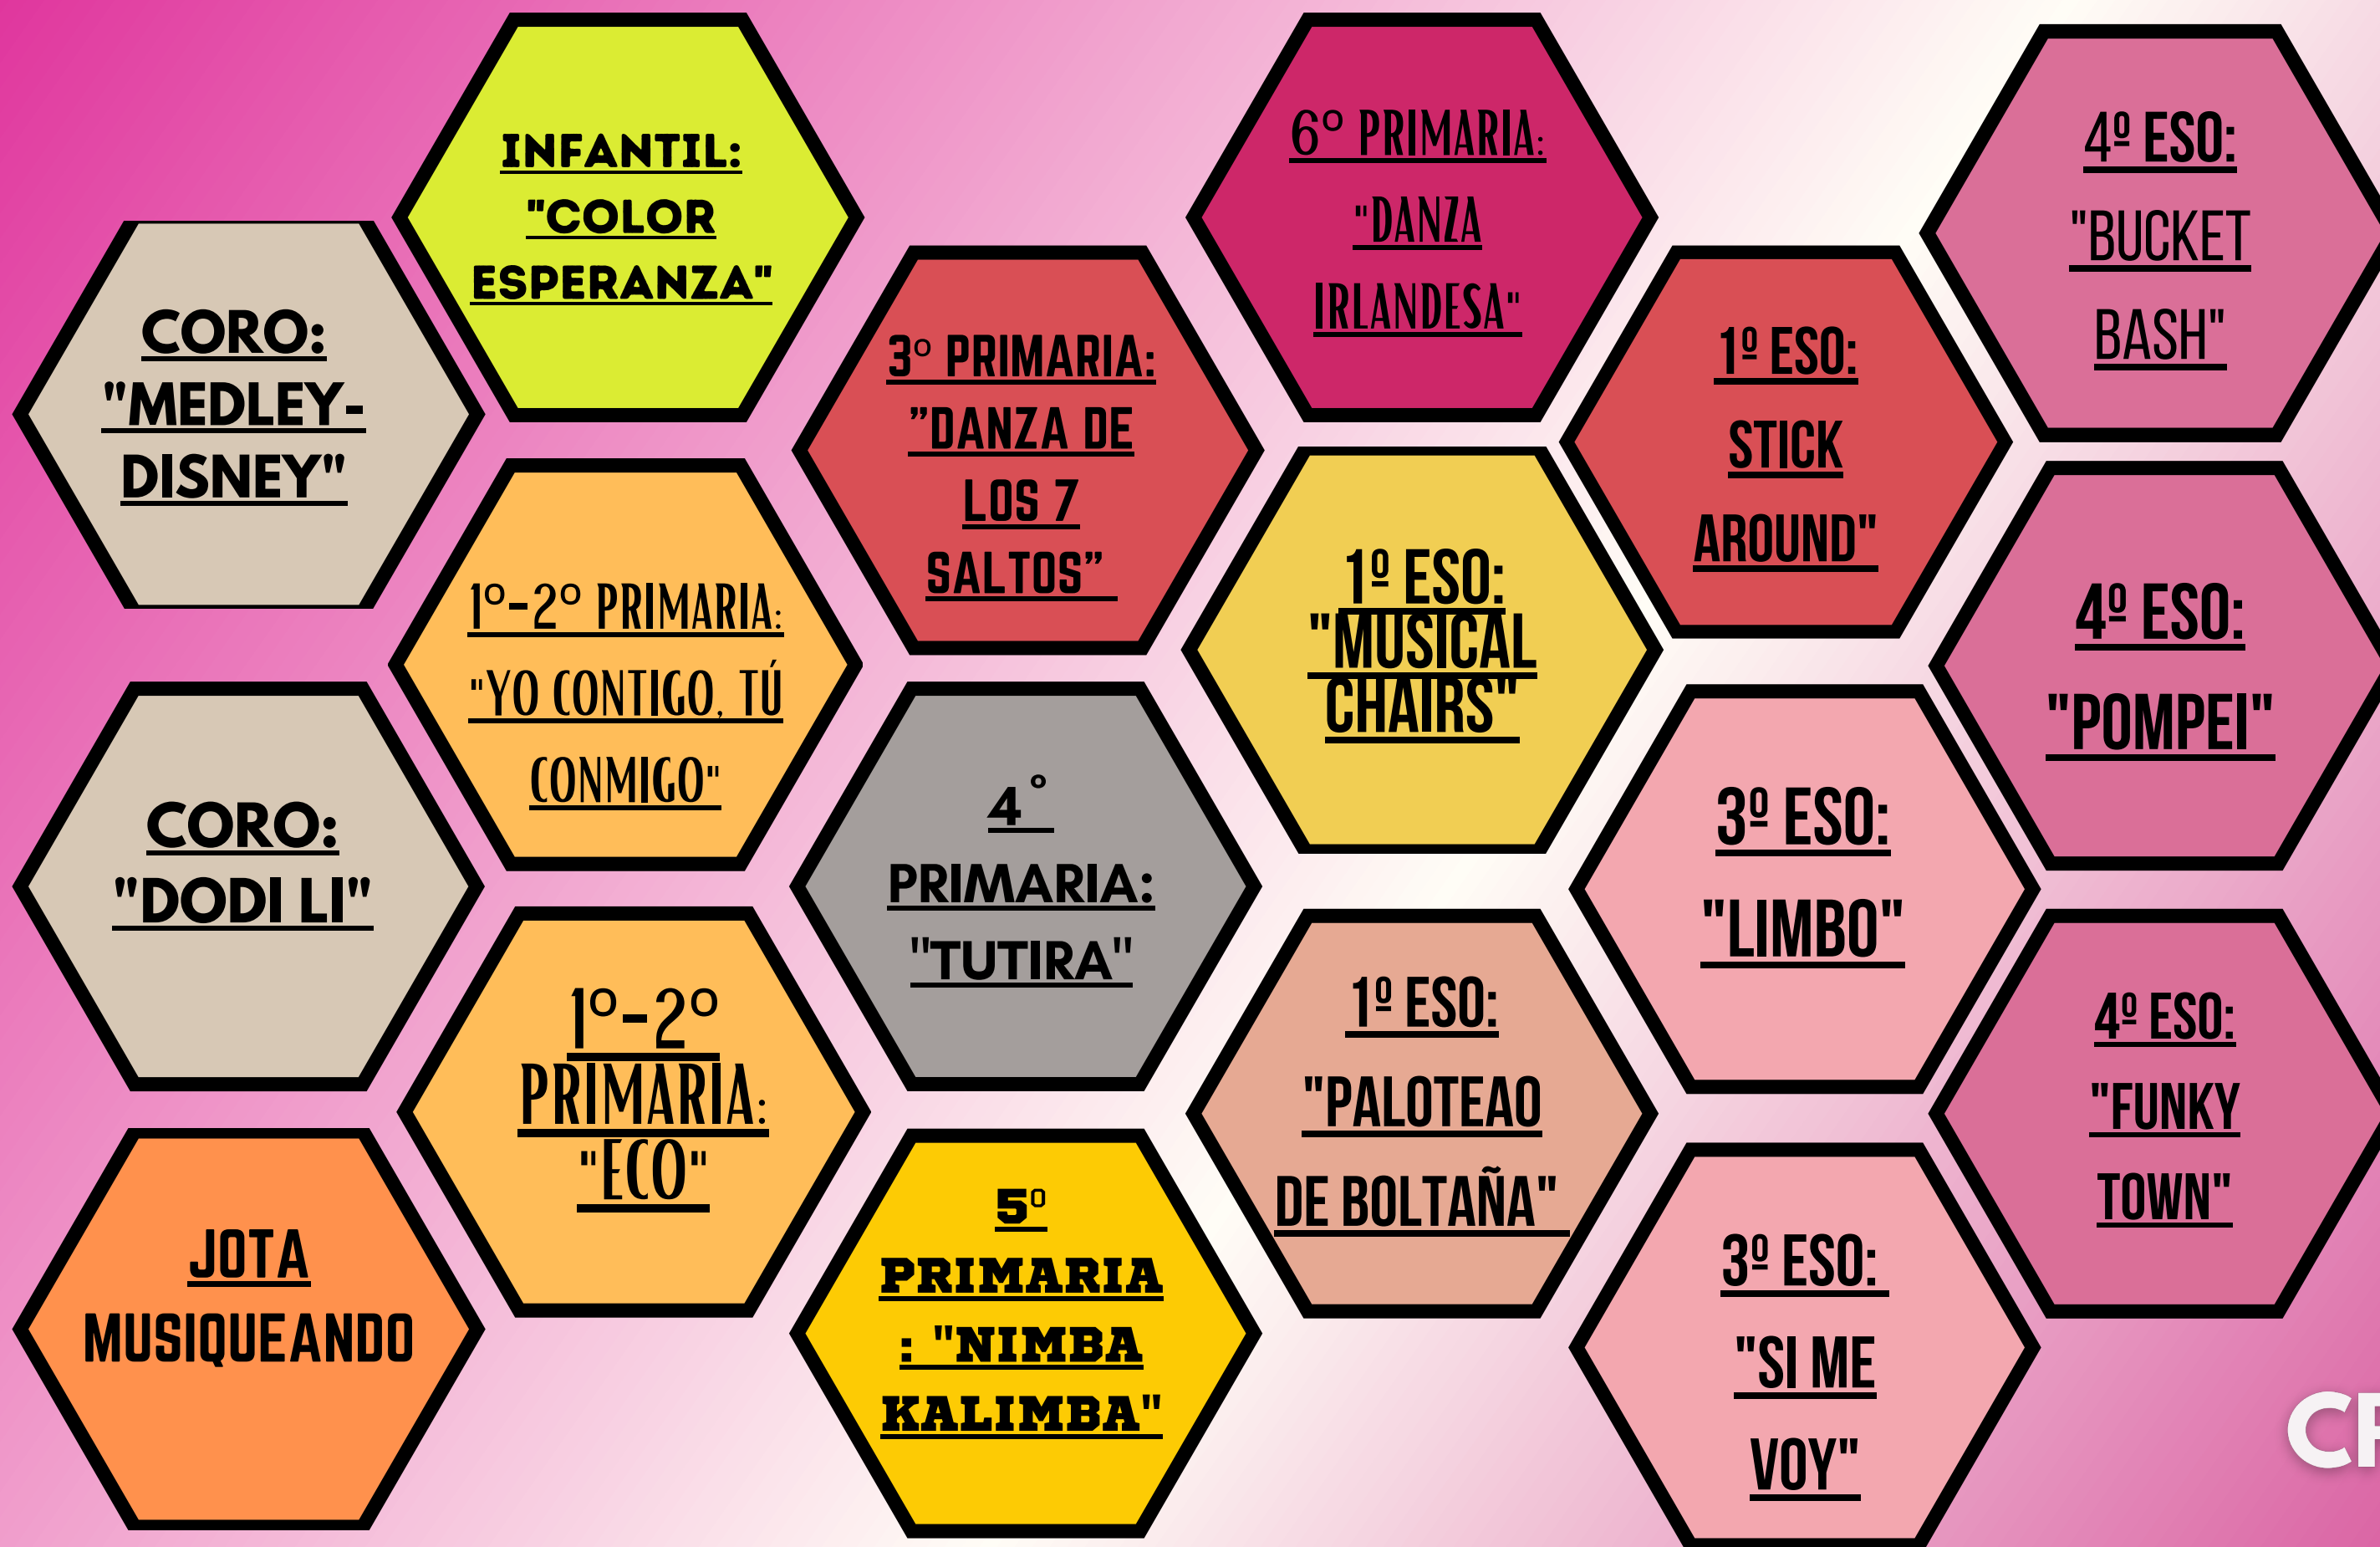 CORO:
"MEDLEY-
DISNEY"
CORO:
"DODI LI"
JOTA
MUSIQUEANDO
INFANTIL:
"COLOR
ESPERANZA"
1º-2º PRIMARIA:
"YO CONTIGO, TÚ
CONMIGO"
1º-2º
PRIMARIA:
"ECO"
3º PRIMARIA:
"DANZA DE
LOS 7
SALTOS"
4°
PRIMARIA:
"TUTIRA"
5º
PRIMARIA
: "NIMBA
KALIMBA"
6º PRIMARIA:
"DANZA
IRLANDESA"
1º ESO:
"MUSICAL
CHAIRS"
1º ESO:
"PALOTEAO
DE BOLTAÑA"
1º ESO:
STICK
AROUND"
3º ESO:
"LIMBO"
3º ESO:
"SI ME
VOY"
4º ESO:
"BUCKET
BASH"
4º ESO:
"POMPEI"
4º ESO:
"FUNKY
TOWN"